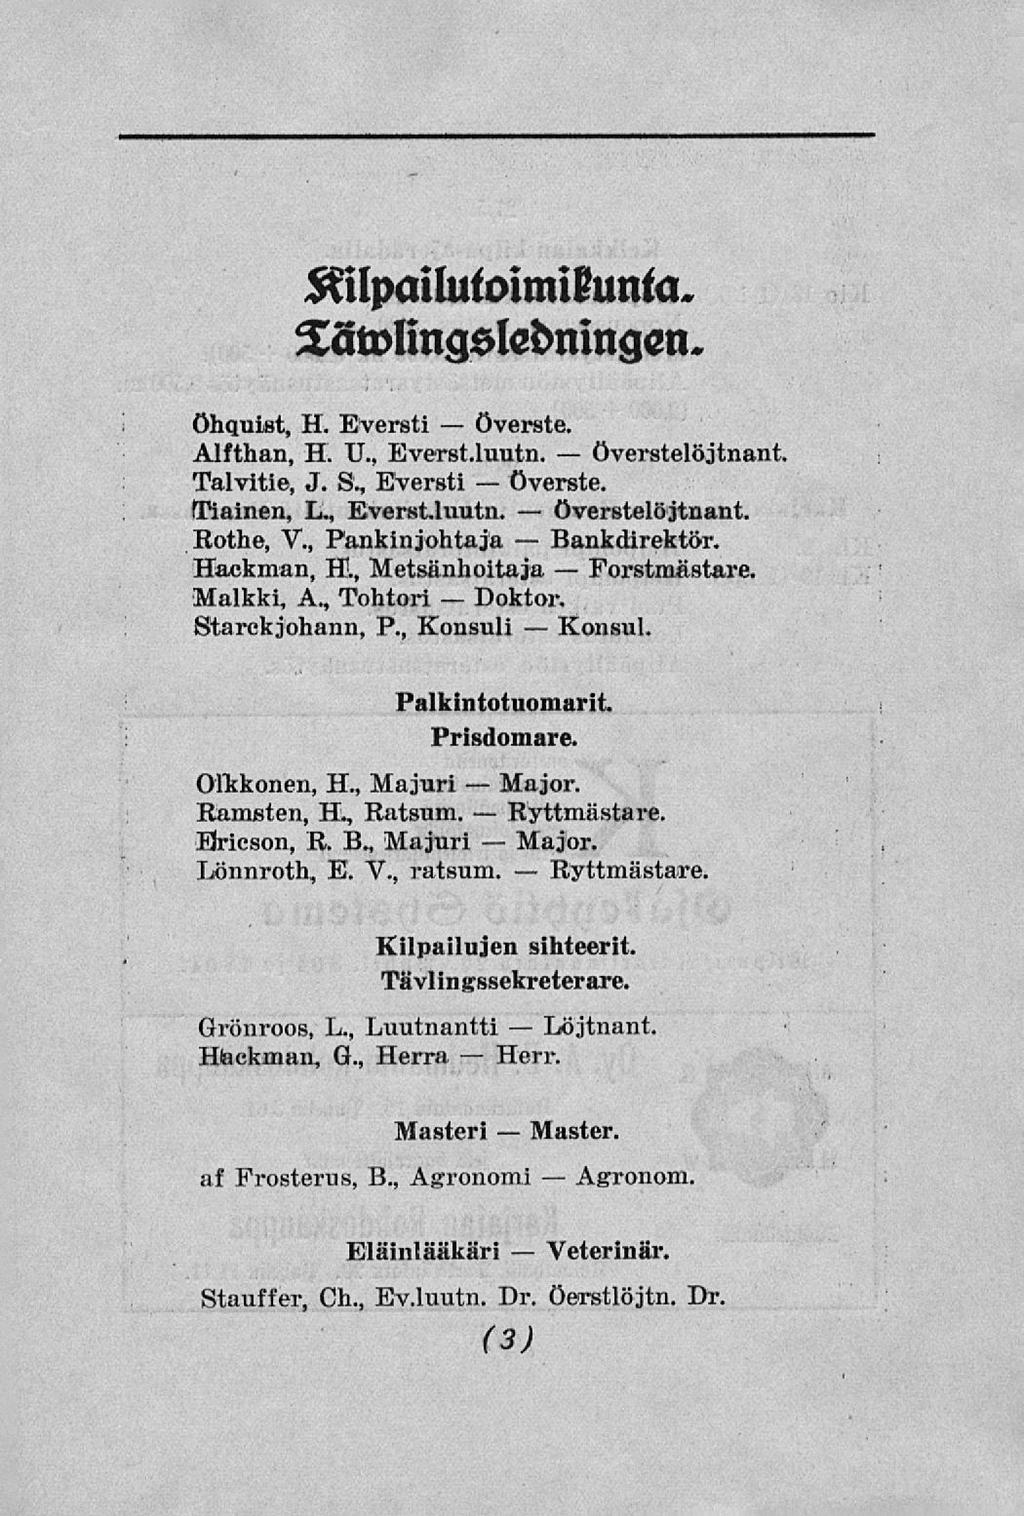 Kilpailutoimikunta.
Täwlingsledningen.
Öhquist, H. Eversti — Överste.
Alfthan, H. U., Everst.luutn. — Överstelöjtnant.
Talvitie, J. S., Eversti — Överste.
Tiainen, L., Everst.luutn. — Överstelöjtnant.
Rothe, V., Pankinjohtaja — Bankdirektör.
Hackman, H., Metsänhoitaja — Forstmästare.
Malkki, A., Tohtori — Doktor.
Starckjohann, P., Konsuli — Konsul.
Palkintotuomarit.
Prisdomare.
Olkkonen, H., Majuri — Major.
Ramsten, H., Ratsum. — Ryttmästare.
Ericson, R. B., Majuri — Major.
Lönnroth, E. V., ratsum. — Ryttmästare.
Kilpailujen sihteerit.
Tävlingssekreterare.
Grönroos, L., Luutnantti — Löjtnant.
Hackman, G., Herra — Herr.
Masteri — Master.
af Frosterus, B., Agronomi — Agronom.
Eläinlääkäri — Veterinär.
Stauffer, Ch., Ev.luutn. Dr. Öerstlöjtn. Dr.
(3)